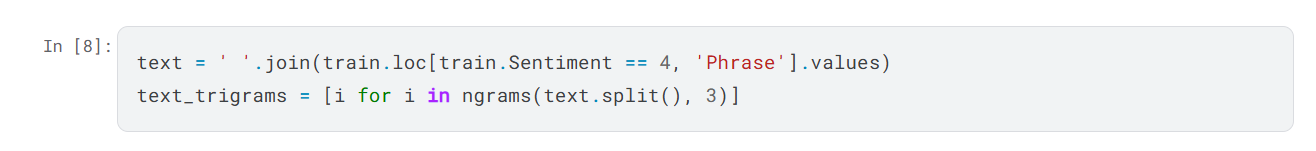 In [8]:
text = ' '.join(train.loc[train.Sentiment == 4, 'Phrase'].values)
text_trigrams = [i for i in ngrams(text.split(), 3)]